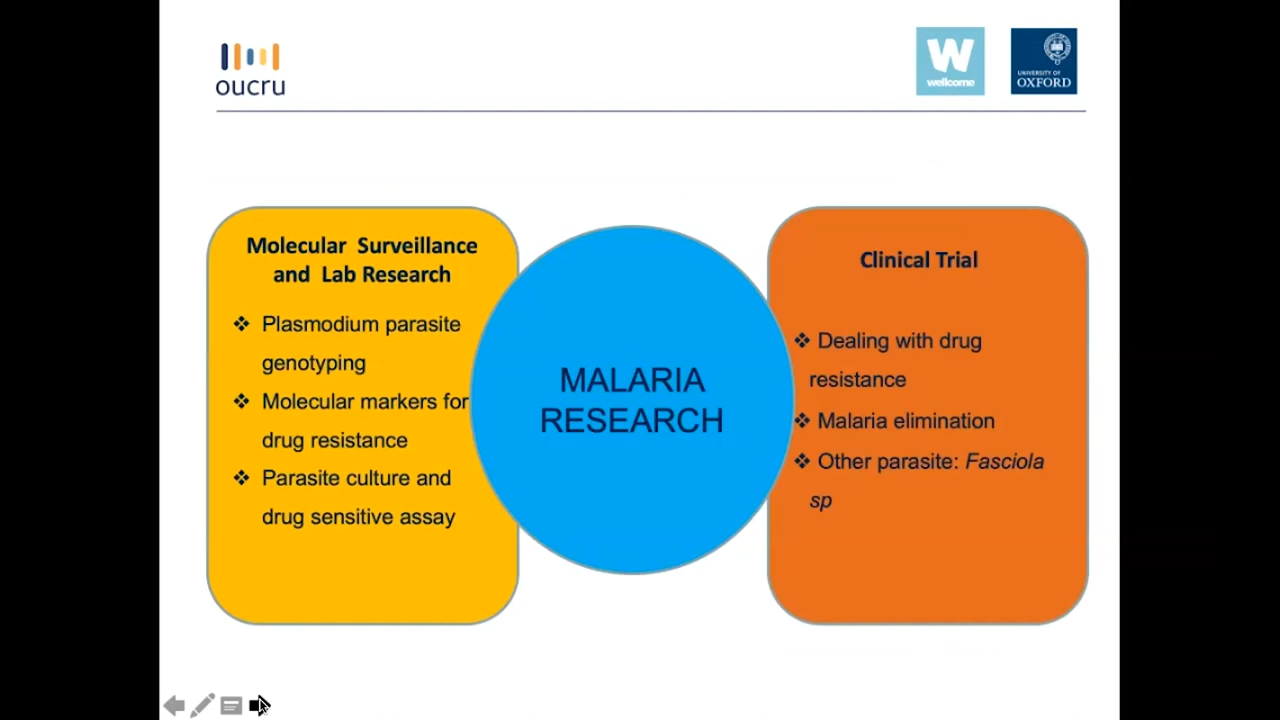 oucru
W
wellcome
UNIVERSITY OF
OXFORD
Molecular Surveillance
and Lab Research
❖ Plasmodium parasite
genotyping
❖ Molecular markers for
drug resistance
❖ Parasite culture and
drug sensitive assay
MALARIA
RESEARCH
Clinical Trial
❖ Dealing with drug
resistance
❖ Malaria elimination
❖ Other parasite: Fasciola
sp